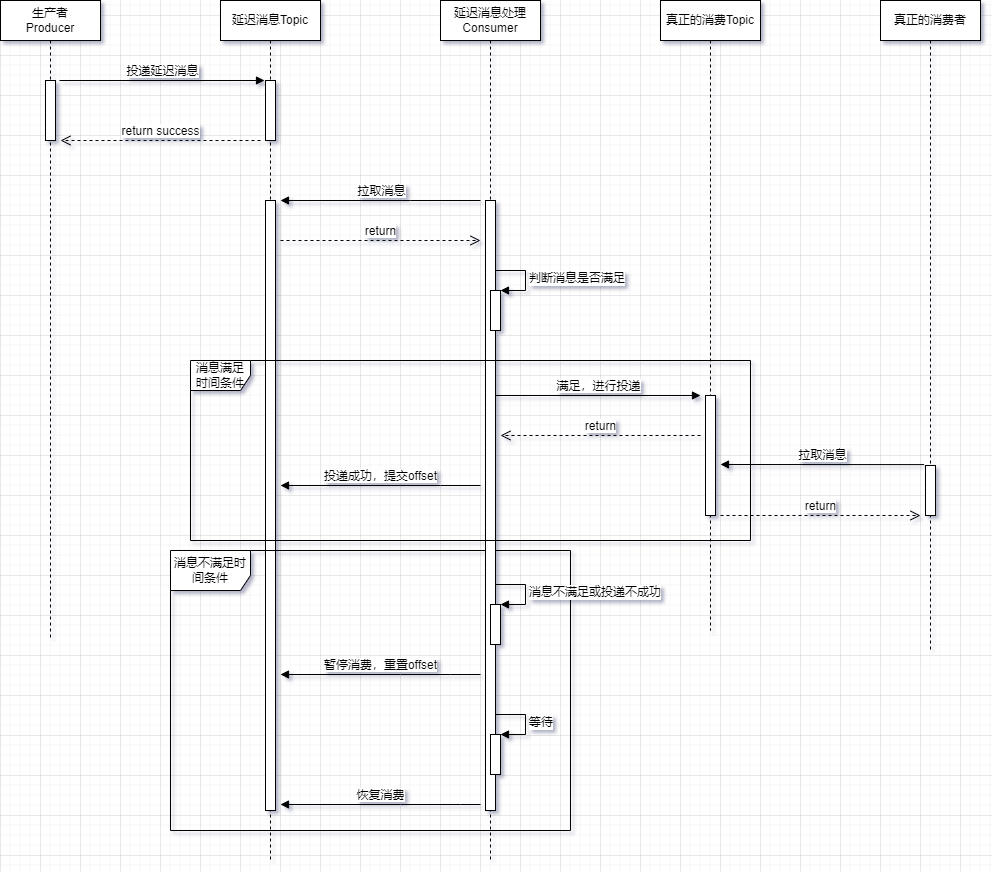 生产者
Producer
延迟消息Topic
延迟消息处理
Consumer
真正的消费Topic
真正的消费者
投递延迟消息
return success
拉取消息
return
判断消息是否满足
消息满足
时间条件
满足，进行投递
return
拉取消息
投递成功，提交offset
return
消息不满足时
间条件
消息不满足或投递不成功
暂停消费，重置offset
等待
恢复消费